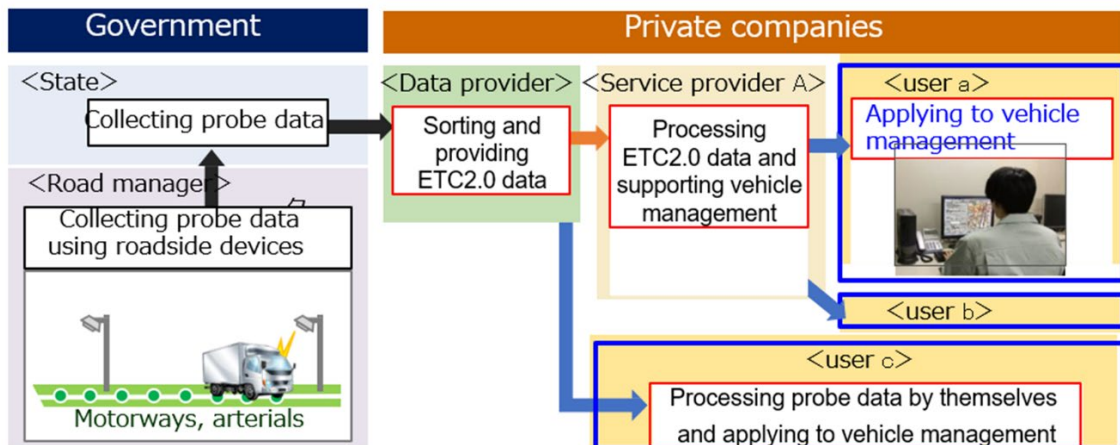 Government
Private companies
<State>
Collecting probe data
<Road manager>
Collecting probe data
using roadside devices
Motorways, arterials
<Data provider>
Sorting and
providing
ETC2.0 data
<Service provider A>
Processing
ETC2.0 data and
supporting vehicle
management
<user a>
Applying to vehicle
management
<user b>
<user c>
Processing probe data by themselves
and applying to vehicle management